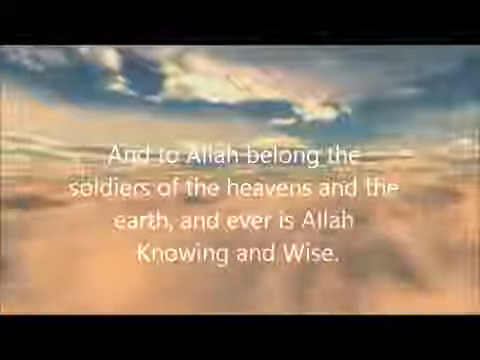 And to Allah belong the
soldiers of the heavens and the
earth, and ever is Allah
Knowing and Wise.